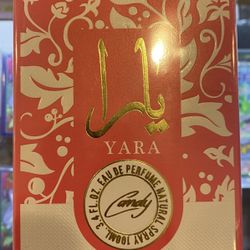 يارا
YARA
3.4 FL.OZ. EAU DE PERFUME NATURAL SPRAY 100ML
Candy